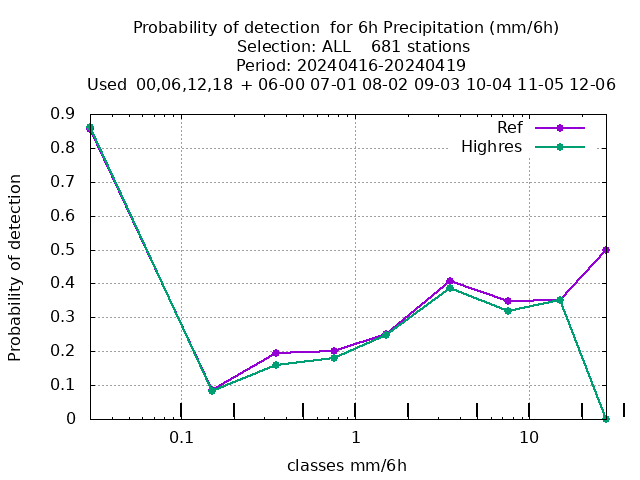 Probability of detection  for 6h Precipitation (mm/6h)
Selection: ALL    681 stations
Period: 20240416-20240419
Used  00,06,12,18  + 06-00 07-01 08-02 09-03 10-04 11-05 12-06
Ref
Highres
0.9
0.8
0.7
0.6
0.5
0.4
0.3
0.2
0.1
0
Probability of detection
0.1 1 10
classes mm/6h